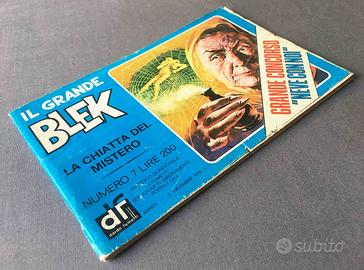 IL GRANDE
BLEK
LA CHIATTA DEL
MISTERO
NUMERO 7 LIRE 200
dr
GRANDE CONCORSO
"NEVE CON NOI"
subito